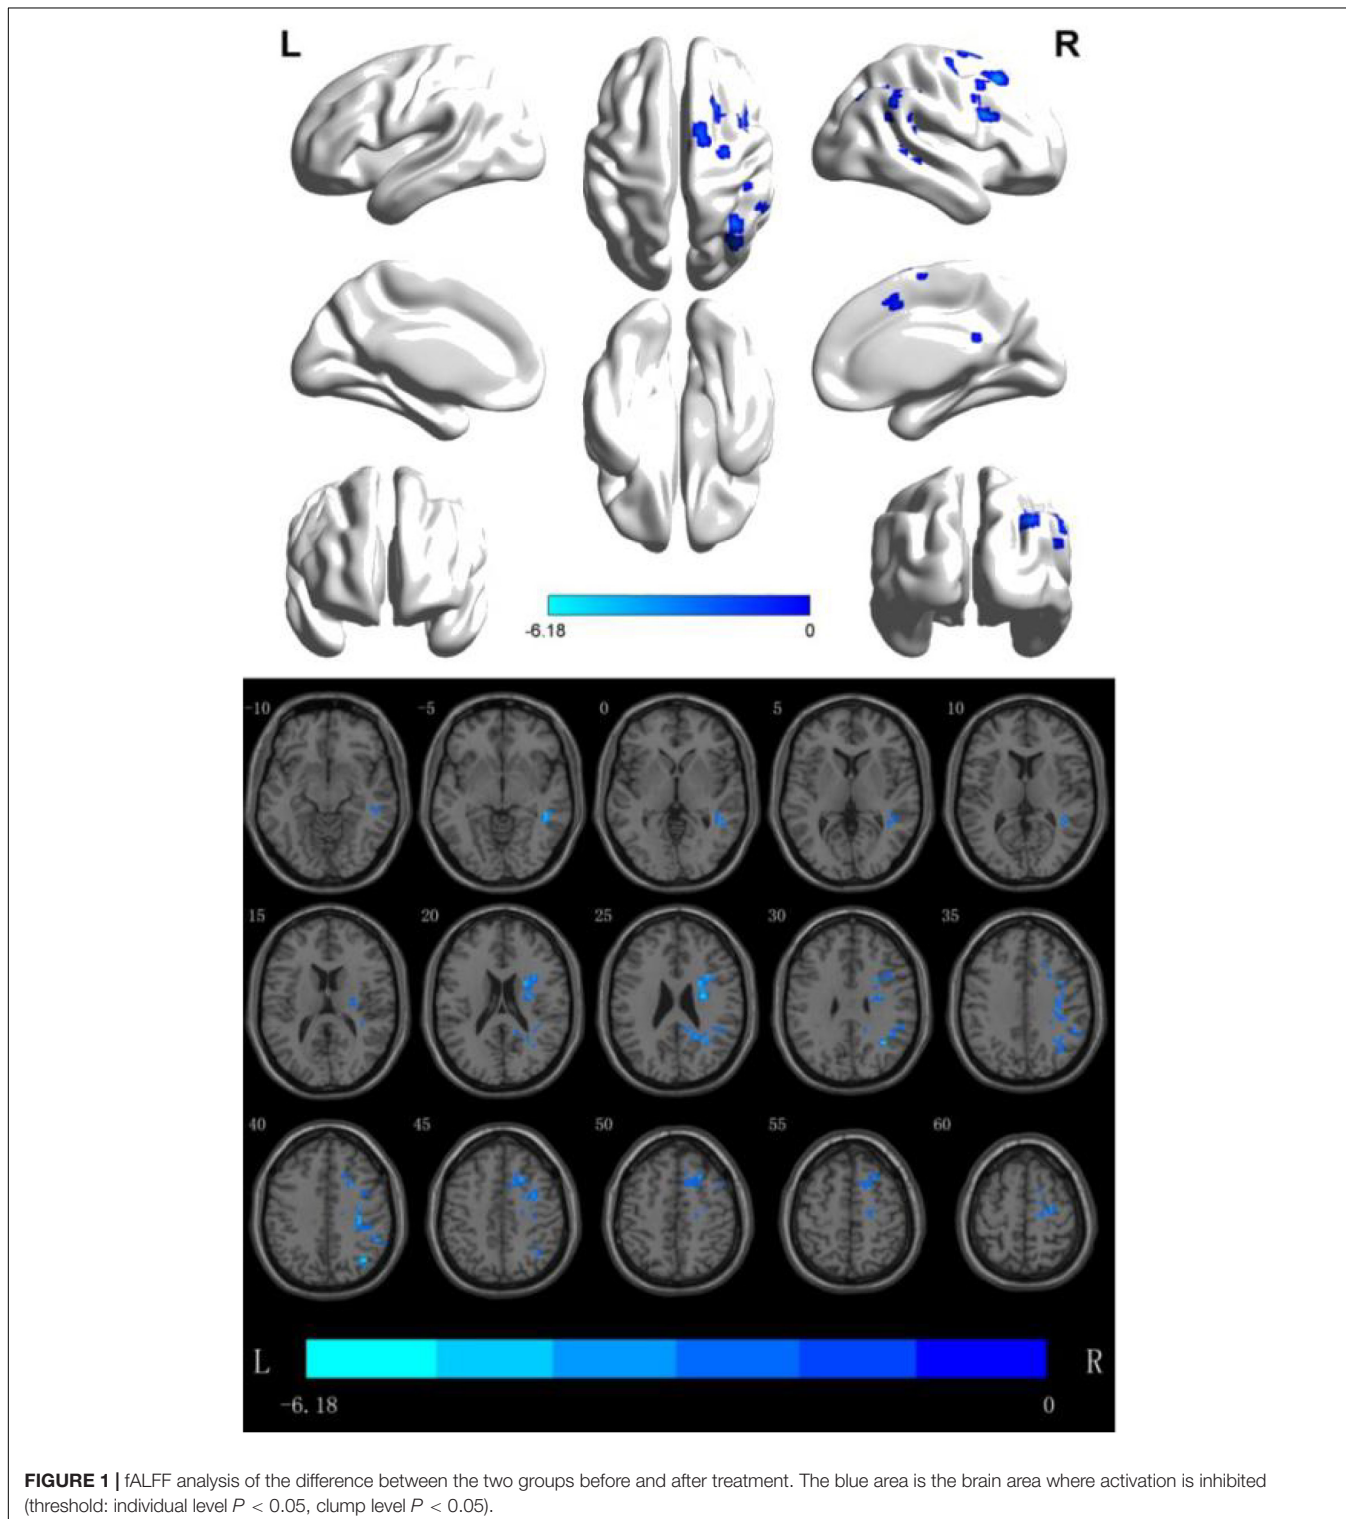 L R
-6.18 0
-10 -5 0 5 10
15 20 25 30 35
40 45 50 55 60
L R
-6.18 0
FIGURE 1 | fALFF analysis of the difference between the two groups before and after treatment. The blue area is the brain area where activation is inhibited
(threshold: individual level P < 0.05, clump level P < 0.05).